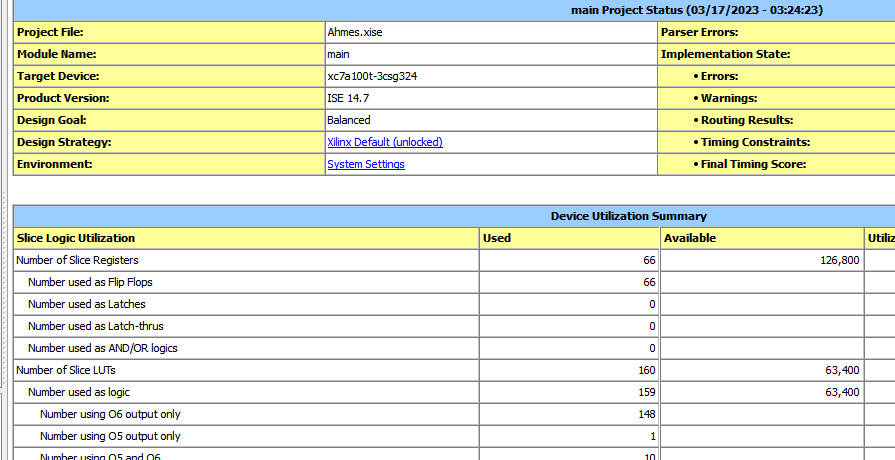 main Project Status (03/17/2023 - 03:24:23)
Project File: Ahmes.xise Parser Errors:
Module Name: main Implementation State:
Target Device: xc7a100t-3csg324 • Errors:
Product Version: ISE 14.7 • Warnings:
Design Goal: Balanced • Routing Results:
Design Strategy: Xilinx Default (unlocked) • Timing Constraints:
Environment: System Settings • Final Timing Score:
Device Utilization Summary
Slice Logic Utilization Used Available Utiliz
Number of Slice Registers 66 126,800
Number used as Flip Flops 66
Number used as Latches 0
Number used as Latch-thrus 0
Number used as AND/OR logics 0
Number of Slice LUTs 160 63,400
Number used as logic 159 63,400
Number using O6 output only 148
Number using O5 output only 1
Number using O5 and O6 10